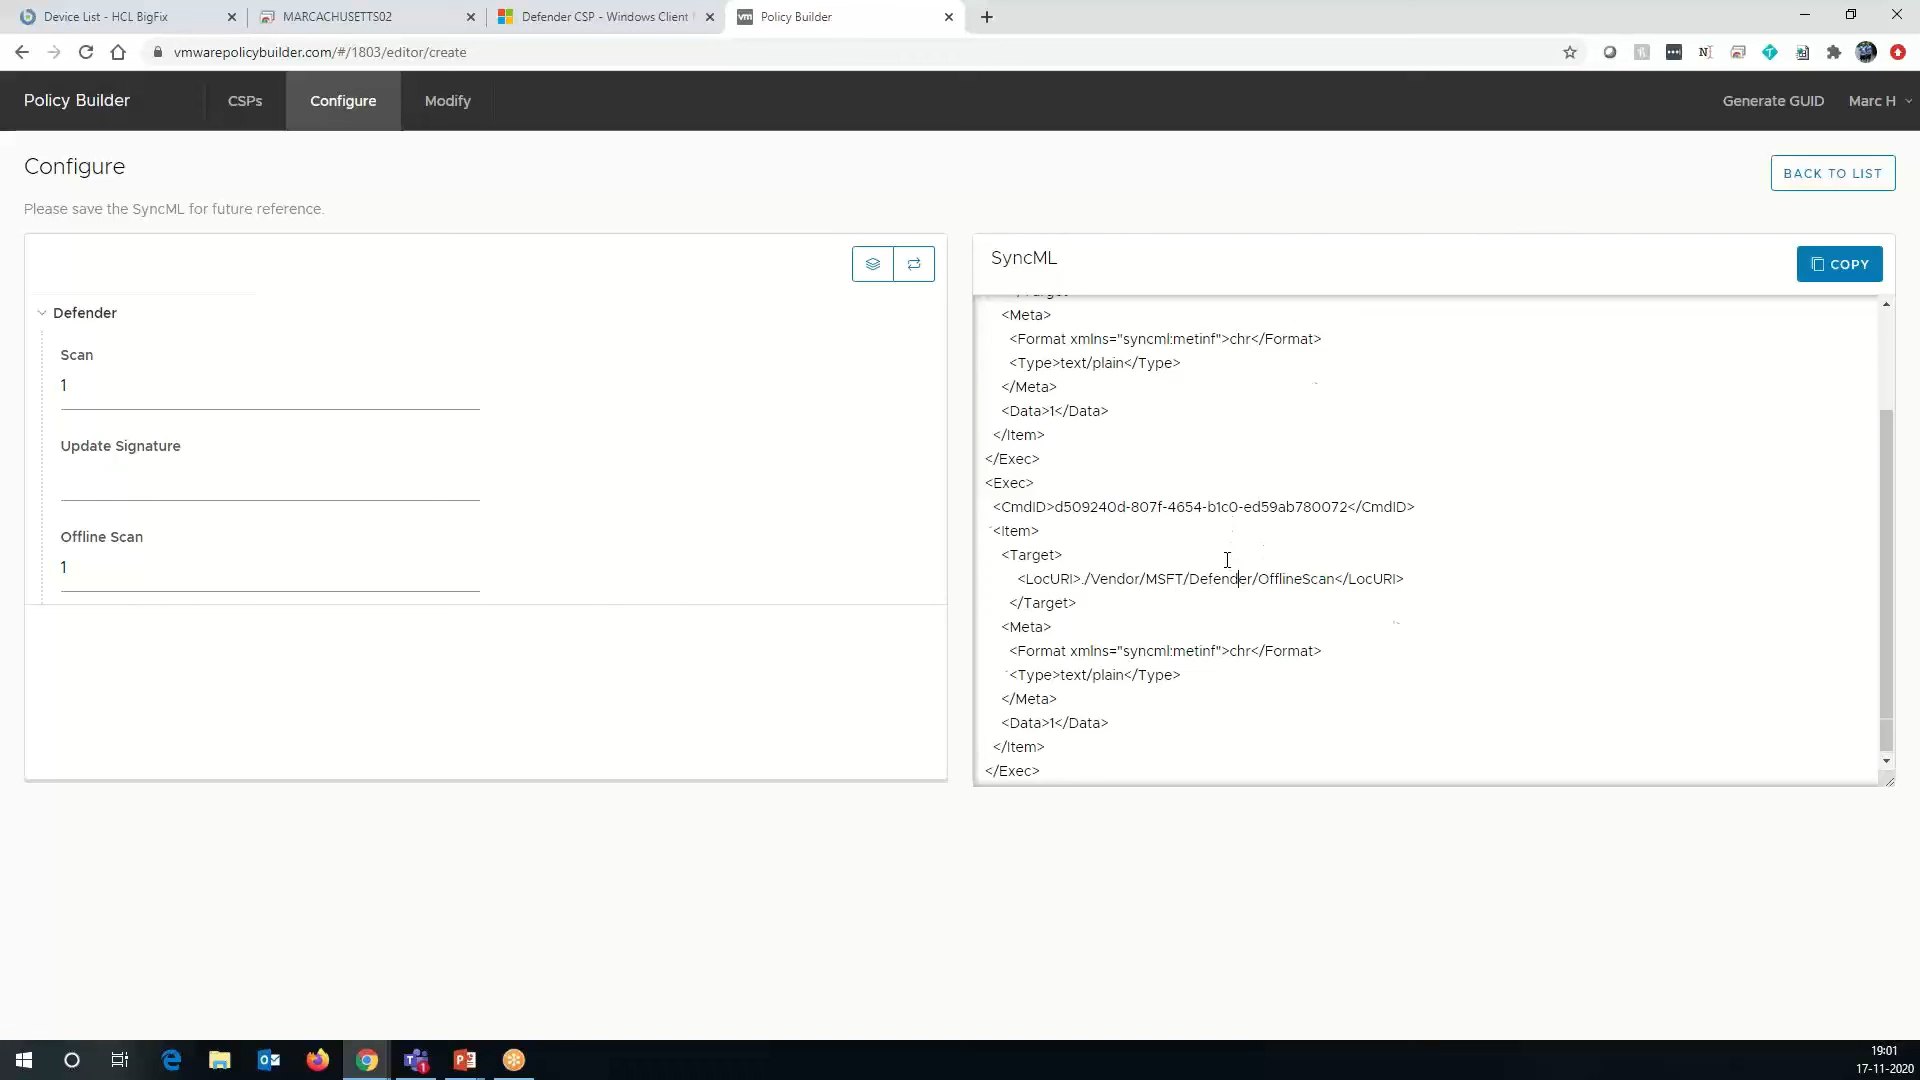 Device List - HCL BigFix
MARCACHUSETTS02
Defender CSP - Windows Client
vm
Policy Builder
vmwarepolicybuilder.com/#/1803/editor/create
Policy Builder
CSPs
Configure
Modify
Generate GUID
Marc H
Configure
BACK TO LIST
Please save the SyncML for future reference.
Defender
Scan
1
Update Signature
Offline Scan
1
SyncML
COPY
<Meta>
<Format xmlns="syncml:metinf">chr</Format>
<Type>text/plain</Type>
</Meta>
<Data>1</Data>
</Item>
</Exec>
<Exec>
<CmdID>d509240d-807f-4654-b1c0-ed59ab780072</CmdID>
<Item>
<Target>
<LocURI>./Vendor/MSFT/Defender/OfflineScan</LocURI>
</Target>
<Meta>
<Format xmlns="syncml:metinf">chr</Format>
<Type>text/plain</Type>
</Meta>
<Data>1</Data>
</Item>
</Exec>
19:01
17-11-2020